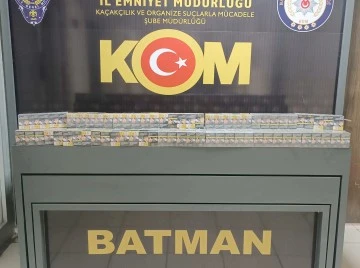 İL EMNİYET MÜDÜRLÜĞÜ
KAÇAKÇILIK VE ORGANİZE SUÇLARLA MÜCADELE
ŞUBE MÜDÜRLÜĞÜ
KOM
BATMAN